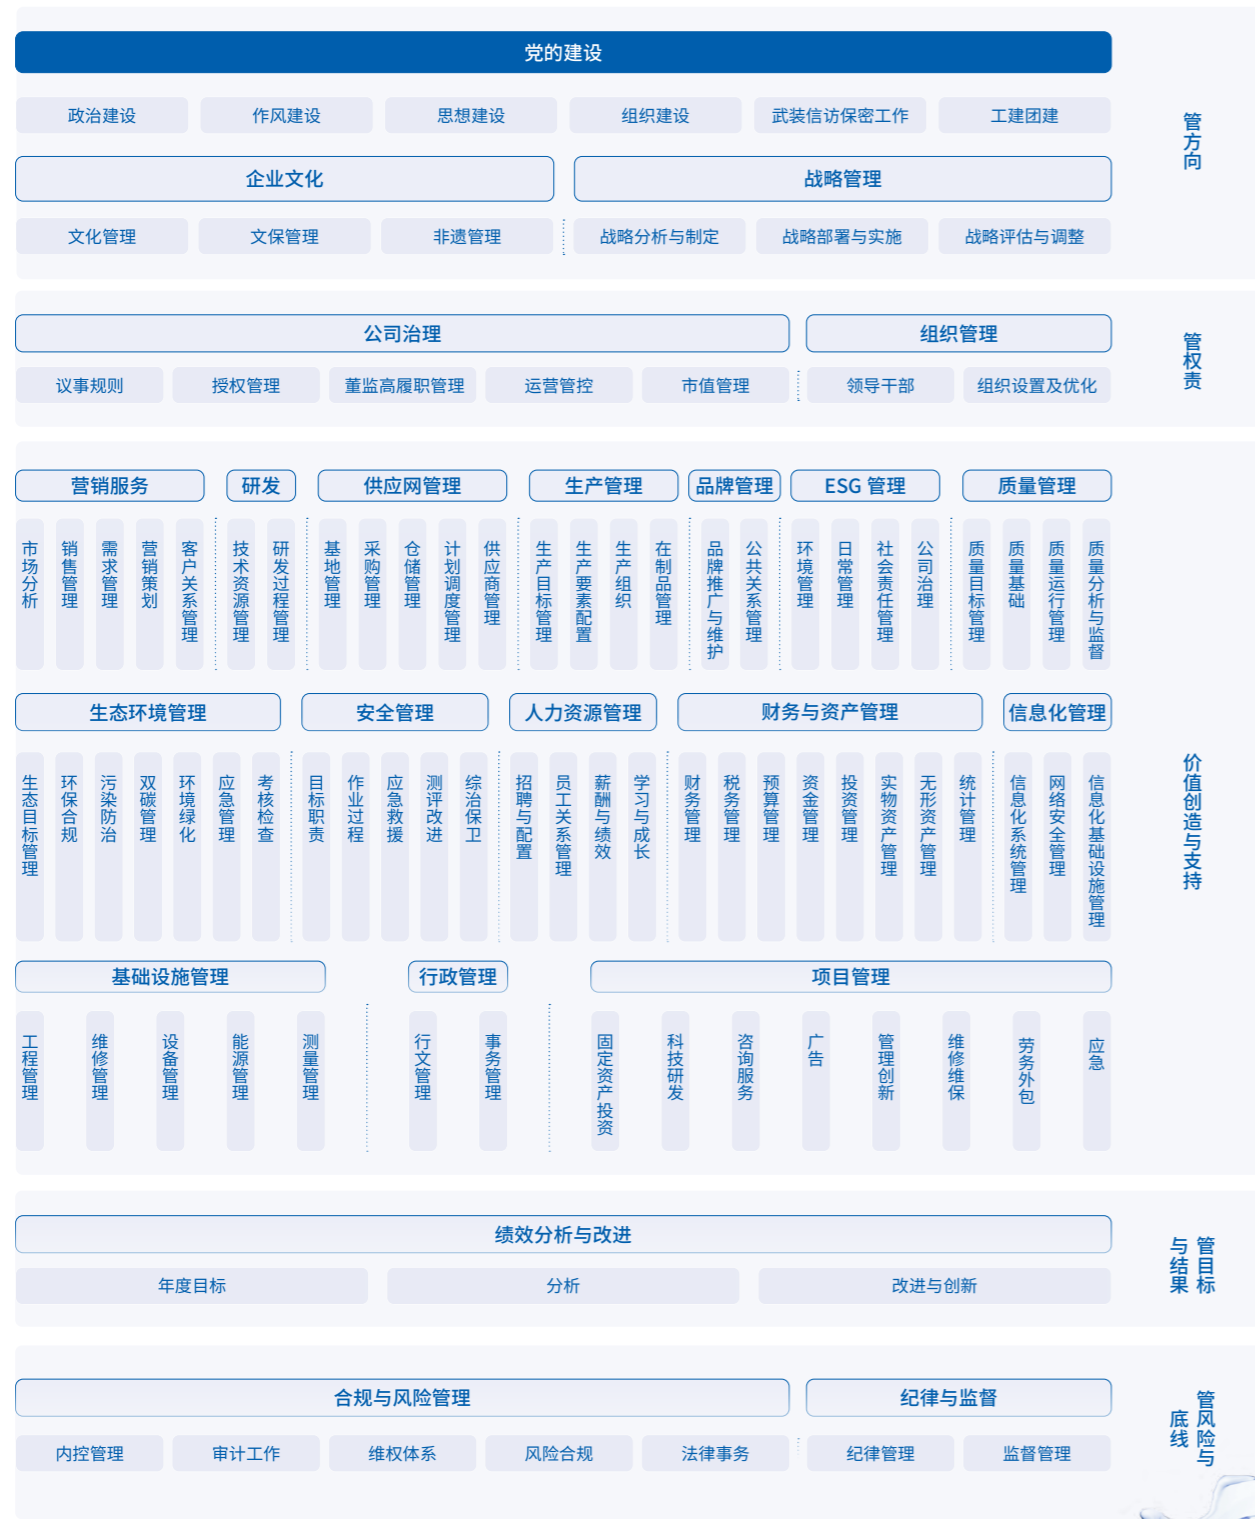 党的建设
政治建设
作风建设
思想建设
组织建设
武装信访保密工作
工建团建
企业文化
战略管理
文化管理
文保管理
非遗管理
战略分析与制定
战略部署与实施
战略评估与调整
管方向
公司治理
组织管理
议事规则
授权管理
董监高履职管理
运营管控
市值管理
领导干部
组织设置及优化
管权责
营销服务
研发
供应网管理
生产管理
品牌管理
ESG 管理
质量管理
市场分析
销售管理
需求管理
营销策划
客户关系管理
技术资源管理
研发过程管理
基地管理
采购管理
仓储管理
计划调度管理
供应商管理
生产目标管理
生产要素配置
生产组织
在制品管理
品牌推广与维护
公共关系管理
环境管理
日常管理
社会责任管理
公司治理
质量目标管理
质量基础
质量运行管理
质量分析与监督
生态环境管理
安全管理
人力资源管理
财务与资产管理
信息化管理
生态目标管理
环保合规
污染防治
双碳管理
环境绿化
应急管理
考核检查
目标职责
作业过程
应急救援
测评改进
综治保卫
招聘与配置
员工关系管理
薪酬与绩效
学习与成长
财务管理
税务管理
预算管理
资金管理
投资管理
实物资产管理
无形资产管理
统计管理
信息化系统管理
网络安全管理
信息化基础设施管理
基础设施管理
行政管理
项目管理
工程管理
维修管理
设备管理
能源管理
测量管理
行文管理
事务管理
固定资产投资
科技研发
咨询服务
广告
管理创新
维修维保
劳务外包
应急
价值创造与支持
绩效分析与改进
年度目标
分析
改进与创新
管目标
与结果
合规与风险管理
纪律与监督
内控管理
审计工作
维权体系
风险合规
法律事务
纪律管理
监督管理
管风险与
底线